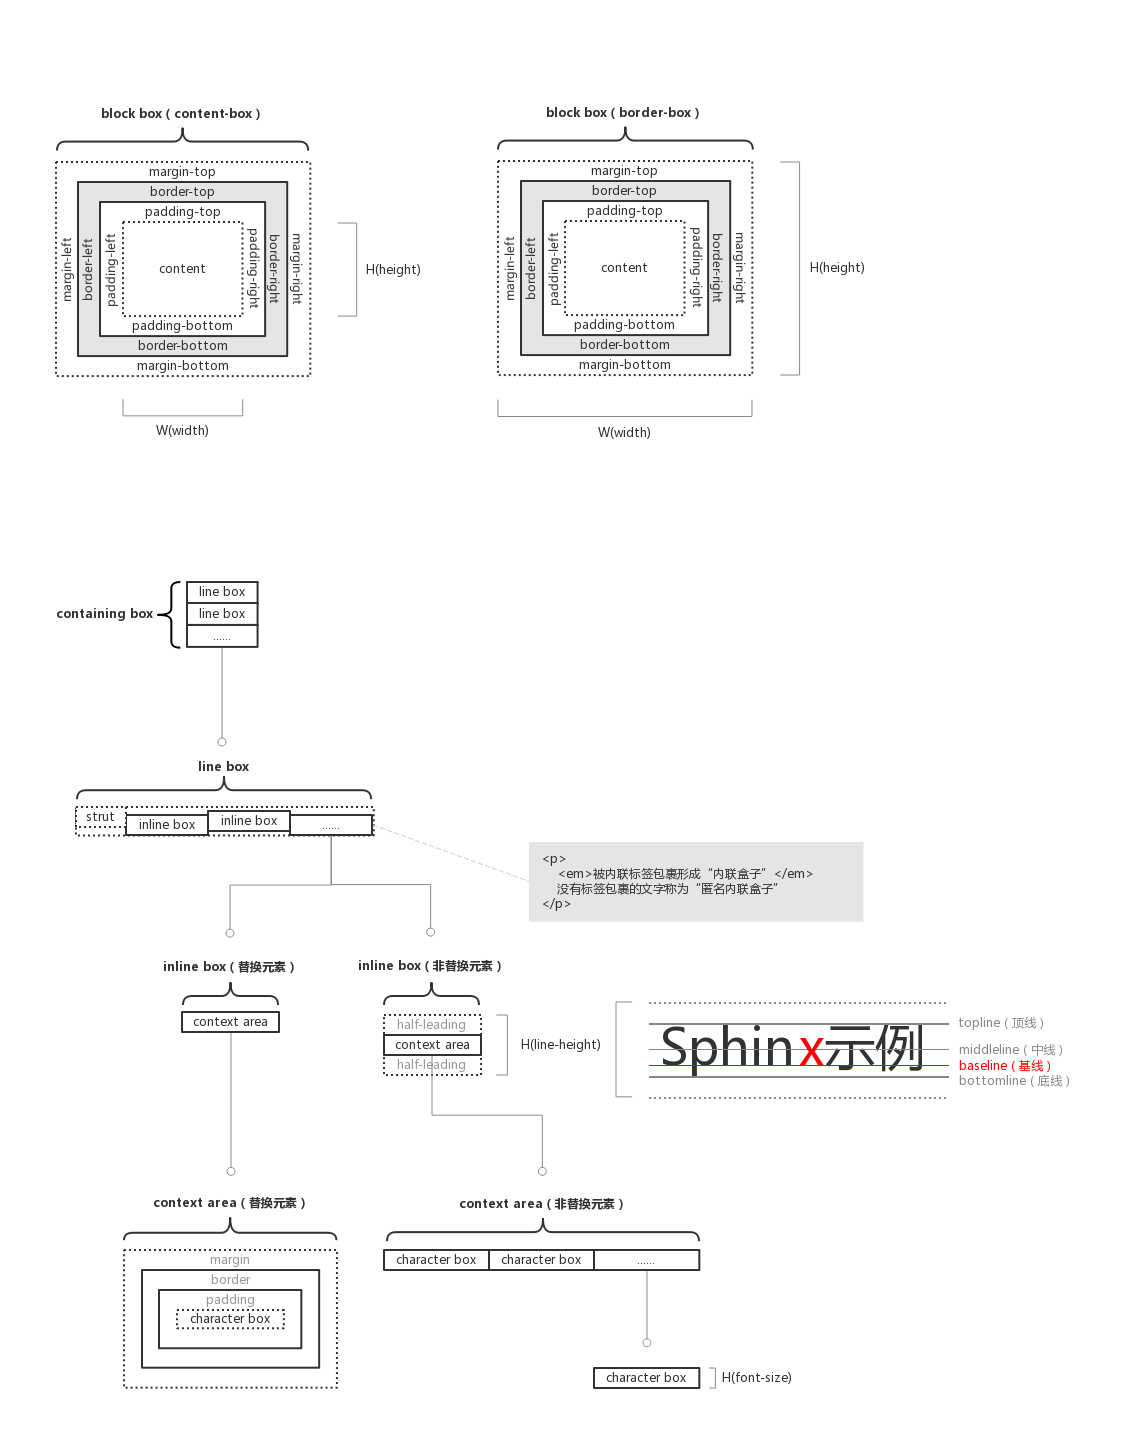 block box ( content-box )
margin-top
border-top
padding-top
margin-left
border-left
padding-left
content
padding-right
border-right
margin-right
padding-bottom
border-bottom
margin-bottom
H(height)
W(width)
block box ( border-box )
margin-top
border-top
padding-top
margin-left
border-left
padding-left
content
padding-right
border-right
margin-right
padding-bottom
border-bottom
margin-bottom
H(height)
W(width)
containing box
line box
line box
......
line box
strut
inline box
inline box
......
<p>
<em>被内联标签包裹形成“内联盒子”</em>
没有标签包裹的文字称为“匿名内联盒子”
</p>
inline box ( 替换元素 )
context area
inline box ( 非替换元素 )
half-leading
context area
half-leading
H(line-height)
Sphinx示例
topline ( 顶线 )
middleline ( 中线 )
baseline ( 基线 )
bottomline ( 底线 )
context area ( 替换元素 )
margin
border
padding
character box
context area ( 非替换元素 )
character box
character box
......
character box
H(font-size)